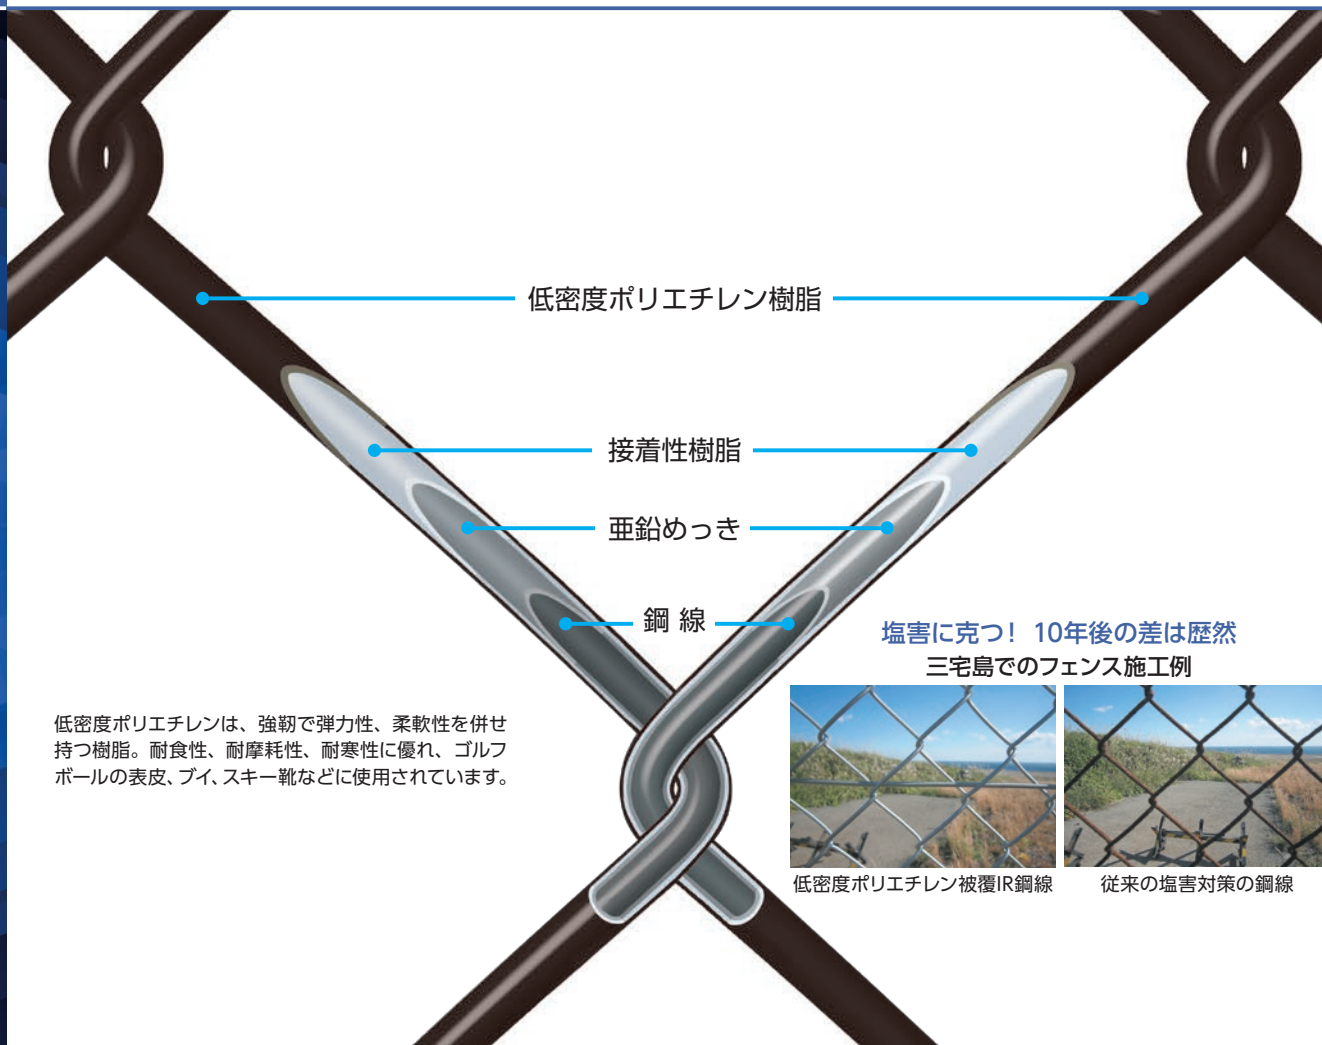 低密度ポリエチレン樹脂
接着性樹脂
亜鉛めっき
鋼 線
塩害に克つ! 10年後の差は歴然
三宅島でのフェンス施工例
低密度ポリエチレンは、強靭で弾力性、柔軟性を併せ
持つ樹脂。耐食性、耐摩耗性、耐寒性に優れ、ゴルフ
ボールの表皮、ブイ、スキー靴などに使用されています。
低密度ポリエチレン被覆IR鋼線
従来の塩害対策の鋼線